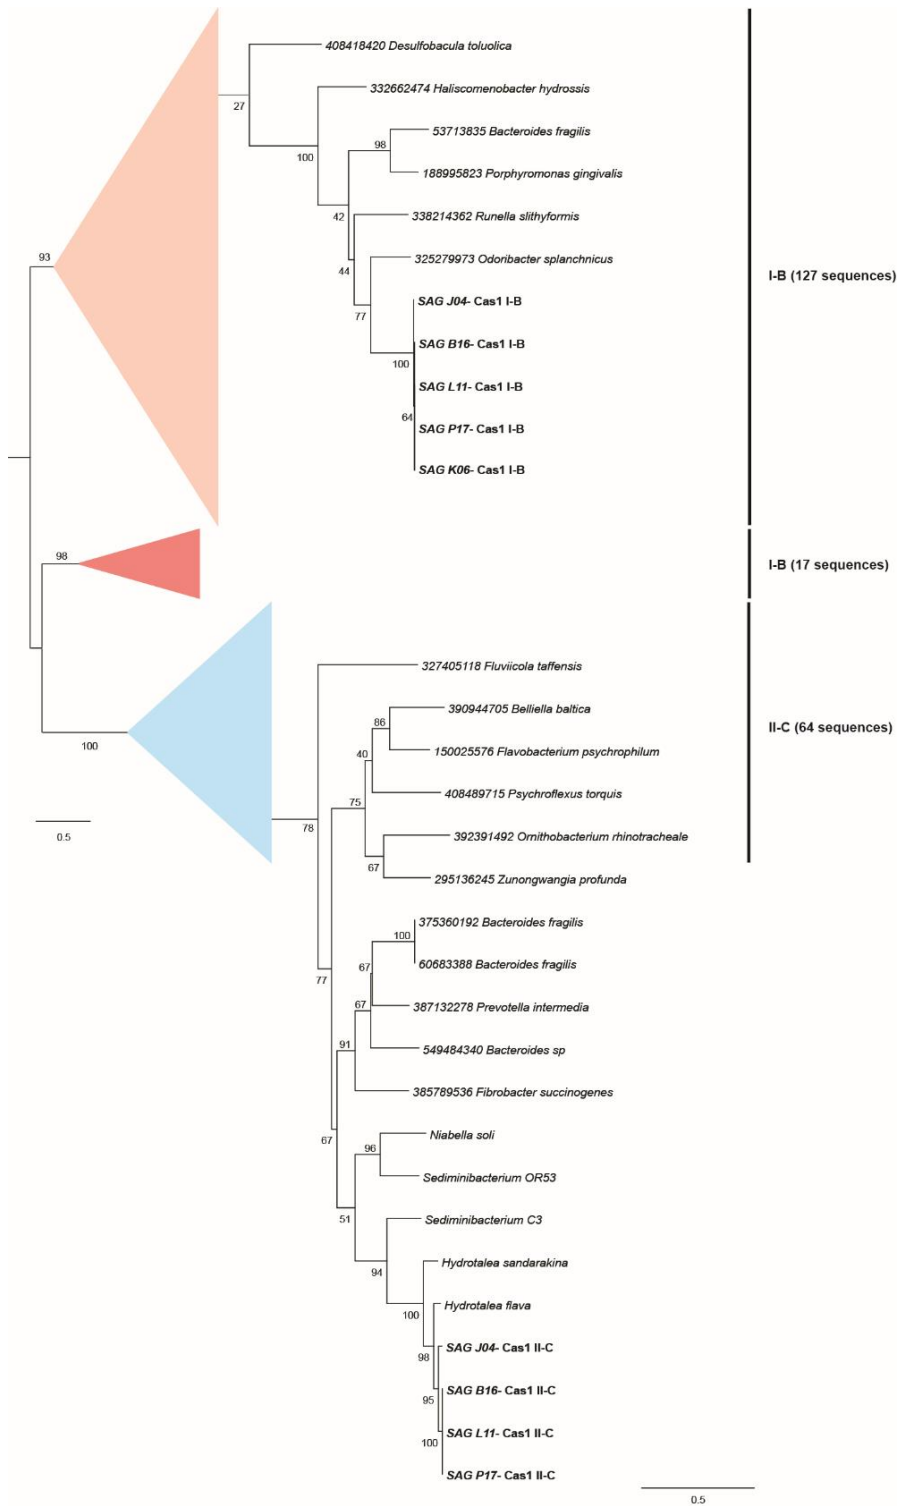 408418420 Desulfobacula toluolica
27
332662474 Haliscomenobacter hydrossis
53713835 Bacteroides fragilis
98
100
188995823 Porphyromonas gingivalis
42
338214362 Runella slithyformis
93
325279973 Odoribacter splanchnicus
44
I-B (127 sequences)
SAG J04- Cas1 I-B
77
SAG B16- Cas1 I-B
100
SAG L11- Cas1 I-B
64
SAG P17- Cas1 I-B
SAG K06- Cas1 I-B
98
I-B (17 sequences)
327405118 Fluviicola taffensis
390944705 Belliella baltica
86
II-C (64 sequences)
100
40
150025576 Flavobacterium psychrophilum
75
408489715 Psychroflexus torquis
78
0.5
392391492 Ornithobacterium rhinotracheale
67
295136245 Zunongwangia profunda
375360192 Bacteroides fragilis
100
60683388 Bacteroides fragilis
67
77
67
387132278 Prevotella intermedia
91
549484340 Bacteroides sp
385789536 Fibrobacter succinogenes
67
Niabella soli
96
Sediminibacterium OR53
51
Sediminibacterium C3
94
Hydrotalea sandarakina
100
Hydrotalea flava
98
SAG J04- Cas1 II-C
95
SAG B16- Cas1 II-C
100
SAG L11- Cas1 II-C
SAG P17- Cas1 II-C
0.5